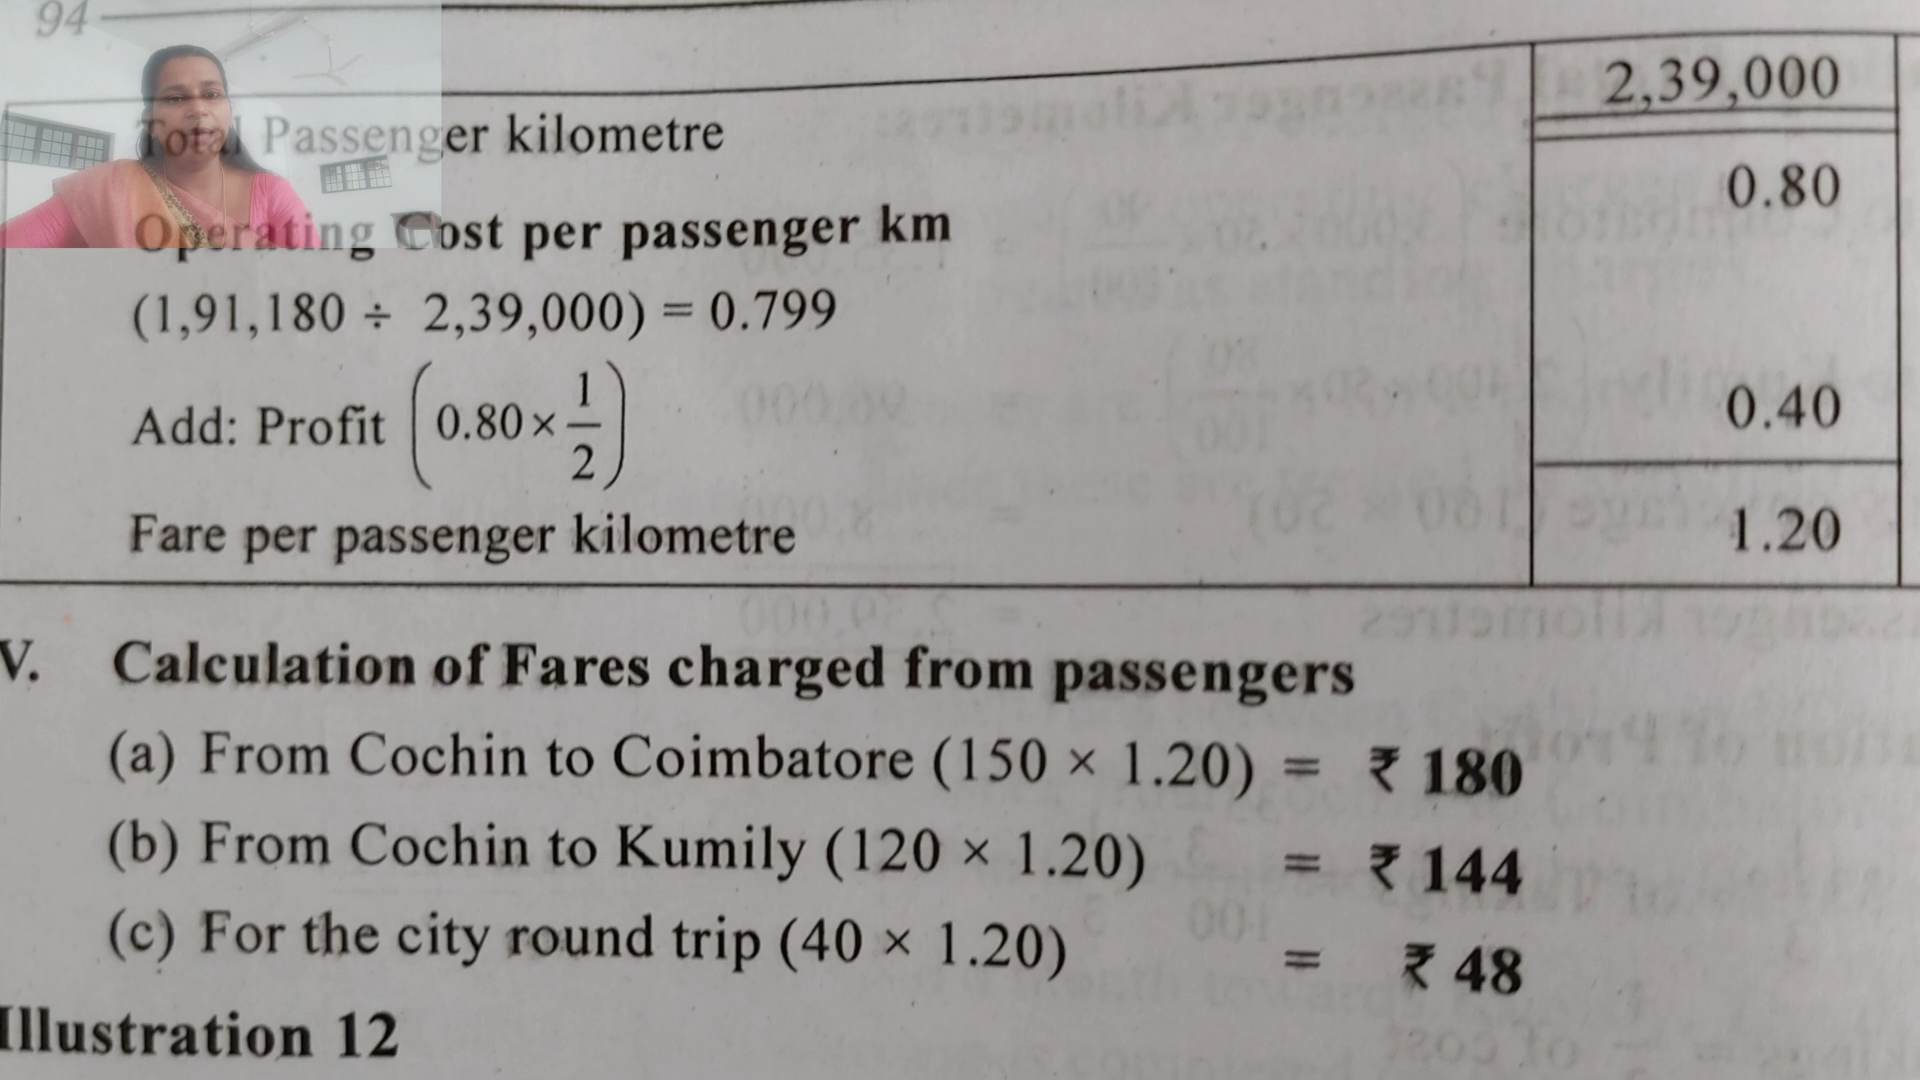 94
2,39,000
Total Passenger kilometre
0.80
Operating Cost per passenger km
(1,91,180 ÷ 2,39,000) = 0.799
Add: Profit (0.80 × 1/2)
0.40
Fare per passenger kilometre
1.20
V. Calculation of Fares charged from passengers
(a) From Cochin to Coimbatore (150 × 1.20) = ₹ 180
(b) From Cochin to Kumily (120 × 1.20) = ₹ 144
(c) For the city round trip (40 × 1.20) = ₹ 48
Illustration 12